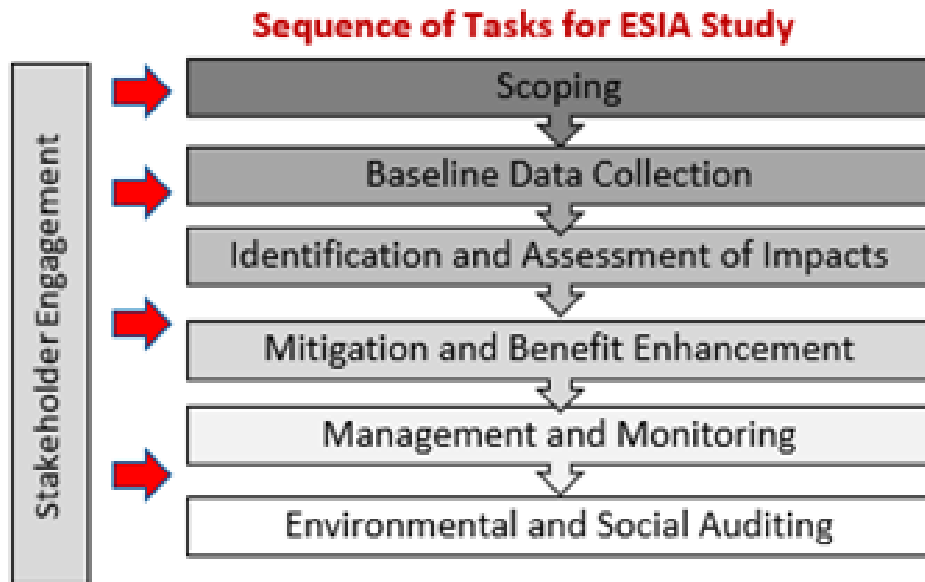 Sequence of Tasks for ESIA Study
Stakeholder Engagement
Scoping
Baseline Data Collection
Identification and Assessment of Impacts
Mitigation and Benefit Enhancement
Management and Monitoring
Environmental and Social Auditing